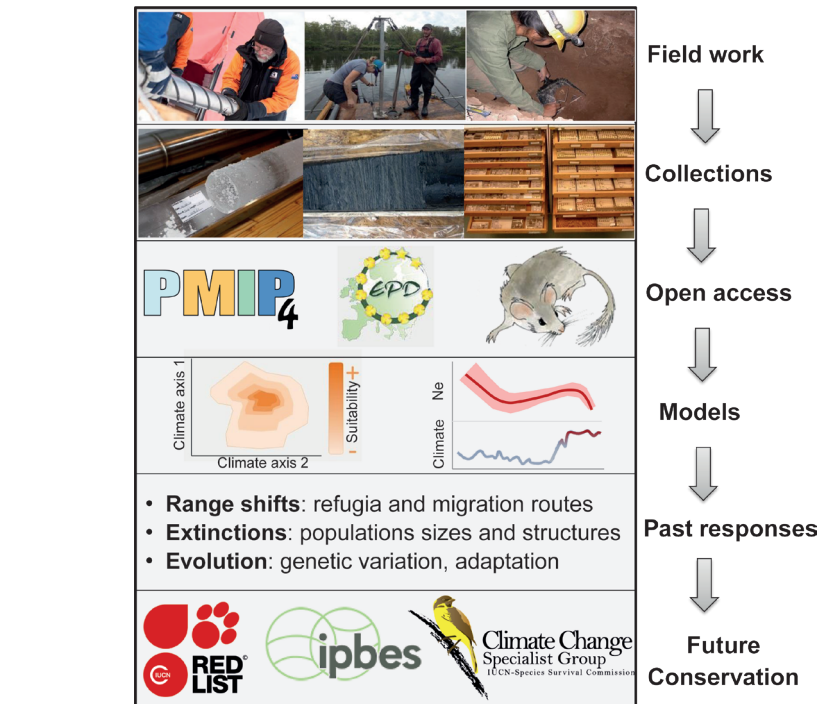 Field work
Collections
PMIP4
EPD
Open access
Climate axis 1
Climate axis 2
- Suitability+
Ne
Climate
Models
• Range shifts: refugia and migration routes
• Extinctions: populations sizes and structures
• Evolution: genetic variation, adaptation
Past responses
IUCN
RED
LIST
©
ipbes
Climate Change
Specialist Group
IUCN-Species Survival Commission
Future
Conservation